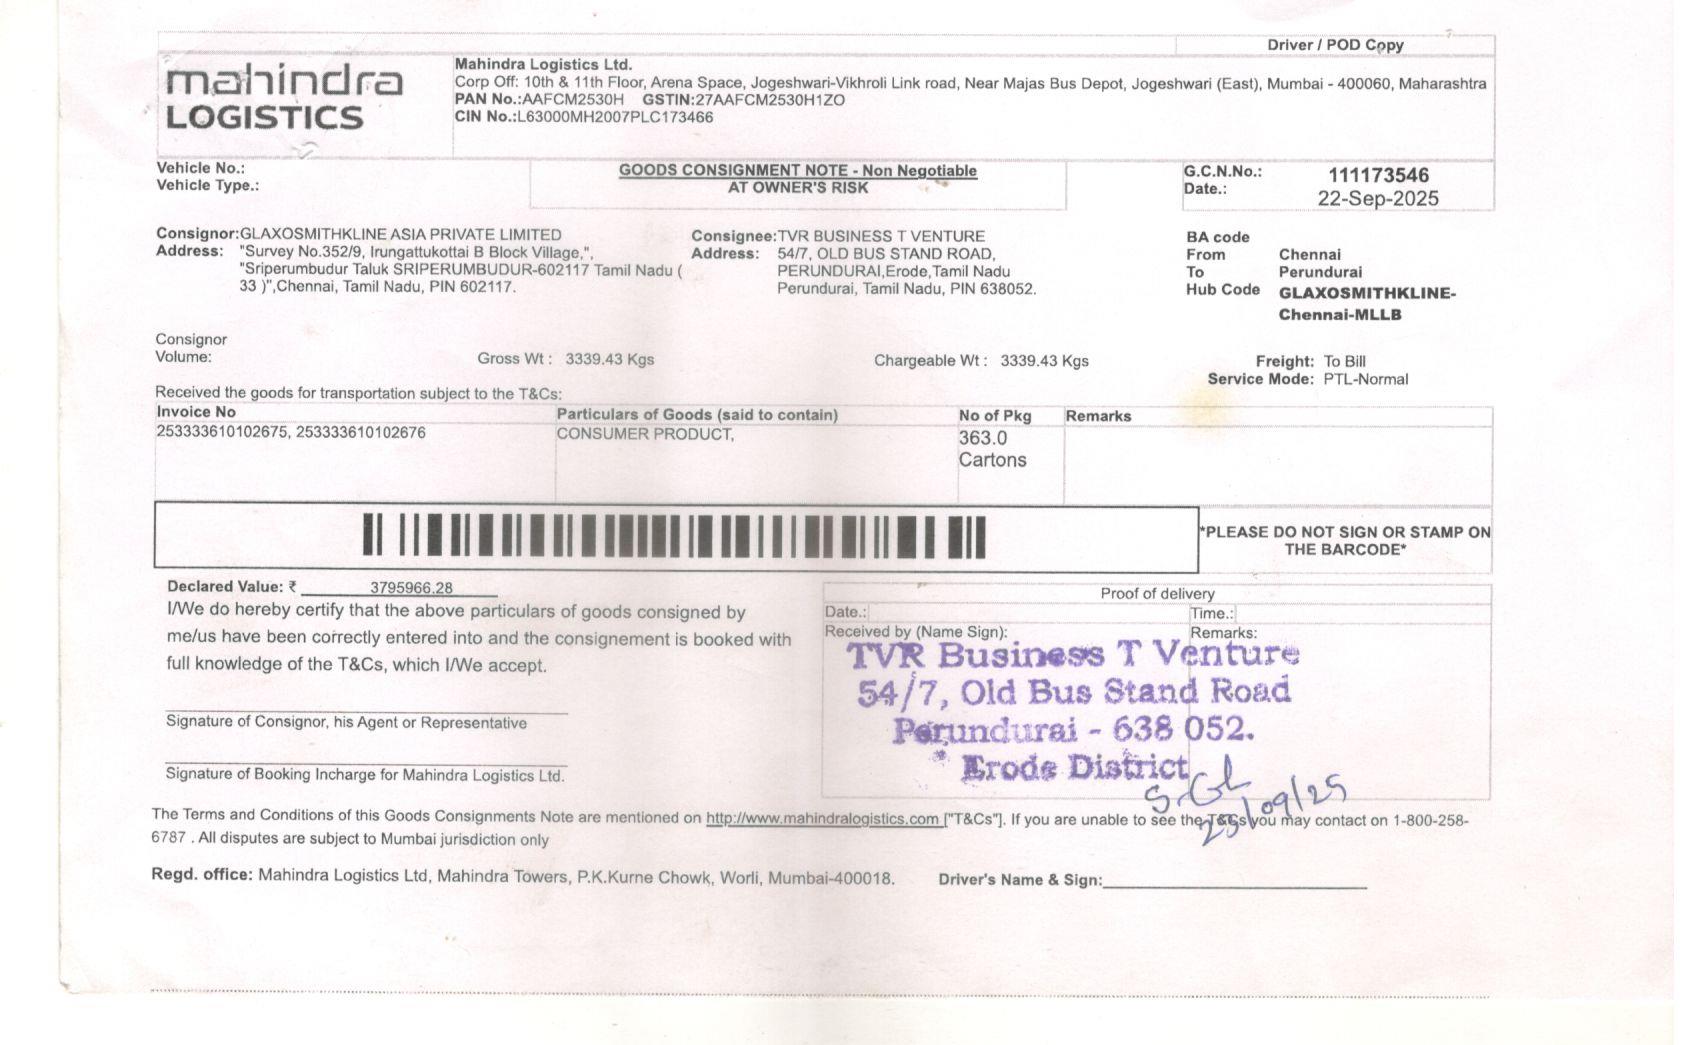 Driver / POD Copy
mahindra
LOGISTICS
Mahindra Logistics Ltd.
Corp Off: 10th & 11th Floor, Arena Space, Jogeshwari-Vikhroli Link road, Near Majas Bus Depot, Jogeshwari (East), Mumbai - 400060, Maharashtra
PAN No.:AAFCM2530H GSTIN:27AAFCM2530H1ZO
CIN No.:L63000MH2007PLC173466
Vehicle No.:
Vehicle Type.:
GOODS CONSIGNMENT NOTE - Non Negotiable
AT OWNER'S RISK
G.C.N.No.: 111173546
Date.: 22-Sep-2025
Consignor:GLAXOSMITHKLINE ASIA PRIVATE LIMITED
Address: "Survey No.352/9, Irungattukottai B Block Village,",
"Sriperumbudur Taluk SRIPERUMBUDUR-602117 Tamil Nadu (
33 )",Chennai, Tamil Nadu, PIN 602117.
Consignee:TVR BUSINESS T VENTURE
Address: 54/7, OLD BUS STAND ROAD,
PERUNDURAI,Erode,Tamil Nadu
Perundurai, Tamil Nadu, PIN 638052.
BA code
From Chennai
To Perundurai
Hub Code GLAXOSMITHKLINE-
Chennai-MLLB
Consignor
Volume:
Gross Wt : 3339.43 Kgs
Chargeable Wt : 3339.43 Kgs
Freight: To Bill
Service Mode: PTL-Normal
Received the goods for transportation subject to the T&Cs:
Invoice No Particulars of Goods (said to contain) No of Pkg Remarks
253333610102675, 253333610102676 CONSUMER PRODUCT, 363.0
Cartons
*PLEASE DO NOT SIGN OR STAMP ON
THE BARCODE*
Declared Value: ₹ 3795966.28
I/We do hereby certify that the above particulars of goods consigned by
me/us have been correctly entered into and the consignement is booked with
full knowledge of the T&Cs, which I/We accept.
Signature of Consignor, his Agent or Representative
Signature of Booking Incharge for Mahindra Logistics Ltd.
Proof of delivery
Date.: Time.:
Received by (Name Sign): Remarks:
TVR Business T Venture
54/7, Old Bus Stand Road
Perundurai - 638 052.
* Erode District
25/09/25
The Terms and Conditions of this Goods Consignments Note are mentioned on http://www.mahindralogistics.com ["T&Cs"]. If you are unable to see the T&Cs you may contact on 1-800-258-
6787 . All disputes are subject to Mumbai jurisdiction only
Regd. office: Mahindra Logistics Ltd, Mahindra Towers, P.K.Kurne Chowk, Worli, Mumbai-400018.
Driver's Name & Sign: